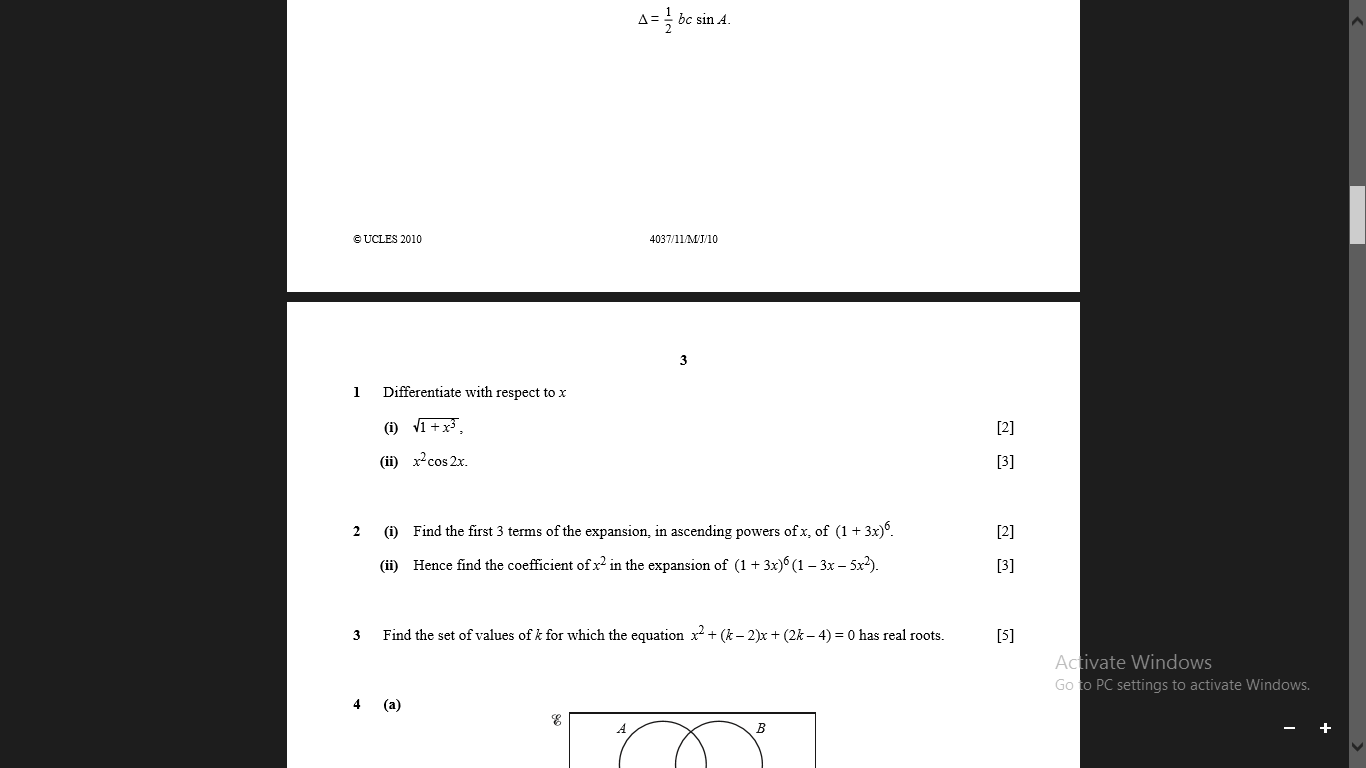 Δ = 1/2 bc sin A.
© UCLES 2010 4037/11/M/J/10
3
1 Differentiate with respect to x
(i) √(1 + x³), [2]
(ii) x² cos 2x. [3]
2 (i) Find the first 3 terms of the expansion, in ascending powers of x, of (1 + 3x)⁶. [2]
(ii) Hence find the coefficient of x² in the expansion of (1 + 3x)⁶ (1 – 3x – 5x²). [3]
3 Find the set of values of k for which the equation x² + (k – 2)x + (2k – 4) = 0 has real roots. [5]
Activate Windows
Go to PC settings to activate Windows.
4 (a)
ℰ
A B